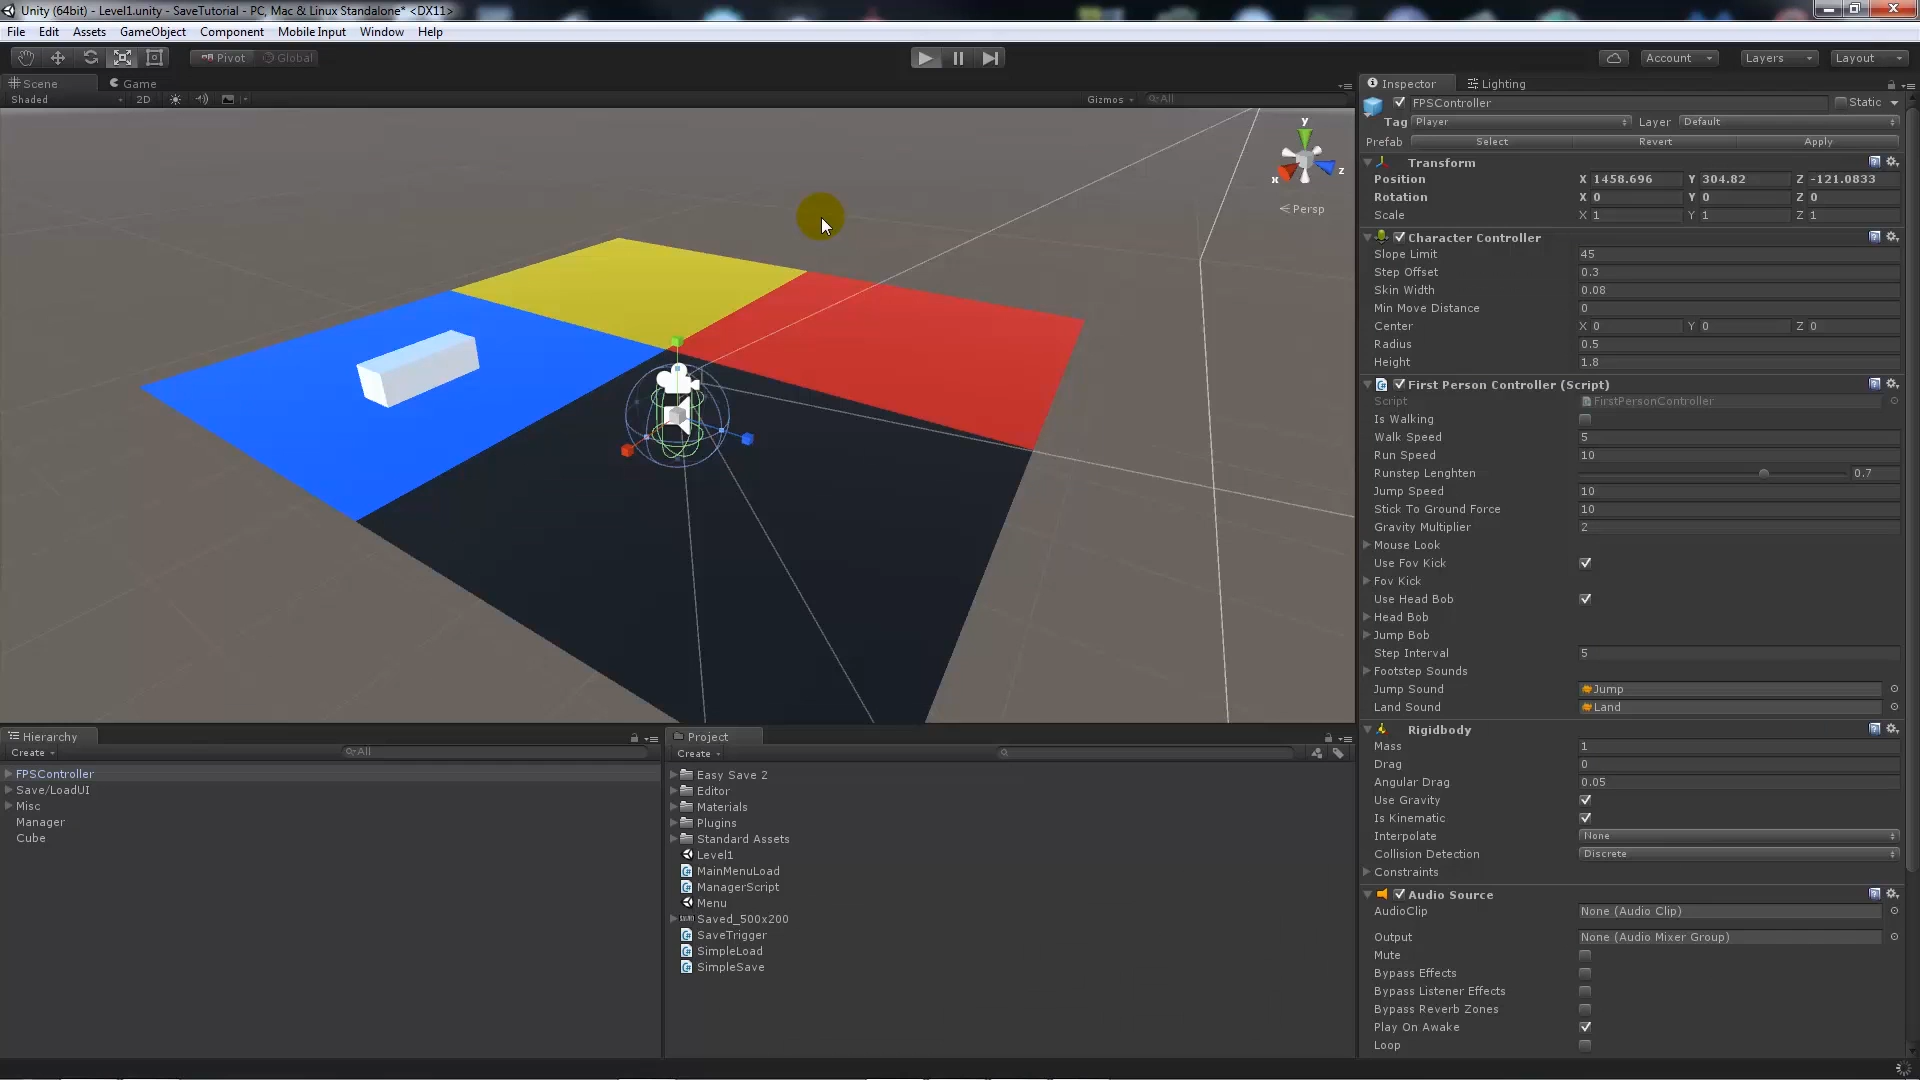 Unity (64bit) - Level1.unity - SaveTutorial - PC, Mac & Linux Standalone* <DX11>
File Edit Assets GameObject Component Mobile Input Window Help
Pivot Global
Account Layers Layout
Scene Game
Shaded 2D Gizmos All
y
x z
Persp
Inspector Lighting
FPSController Static
Tag Player Layer Default
Prefab Select Revert Apply
Transform
Position X 1458.696 Y 304.82 Z -121.0833
Rotation X 0 Y 0 Z 0
Scale X 1 Y 1 Z 1
Character Controller
Slope Limit 45
Step Offset 0.3
Skin Width 0.08
Min Move Distance 0
Center X 0 Y 0 Z 0
Radius 0.5
Height 1.8
First Person Controller (Script)
Script FirstPersonController
Is Walking
Walk Speed 5
Run Speed 10
Runstep Lenghten 0.7
Jump Speed 10
Stick To Ground Force 10
Gravity Multiplier 2
Mouse Look
Use Fov Kick
Fov Kick
Use Head Bob
Head Bob
Jump Bob
Step Interval 5
Footstep Sounds
Jump Sound Jump
Land Sound Land
Rigidbody
Mass 1
Drag 0
Angular Drag 0.05
Use Gravity
Is Kinematic
Interpolate None
Collision Detection Discrete
Constraints
Audio Source
AudioClip None (Audio Clip)
Output None (Audio Mixer Group)
Mute
Bypass Effects
Bypass Listener Effects
Bypass Reverb Zones
Play On Awake
Loop
Hierarchy
Create All
FPSController
Save/LoadUI
Misc
Manager
Cube
Project
Create
Easy Save 2
Editor
Materials
Plugins
Standard Assets
Level1
MainMenuLoad
ManagerScript
Menu
Saved_500x200
SaveTrigger
SimpleLoad
SimpleSave